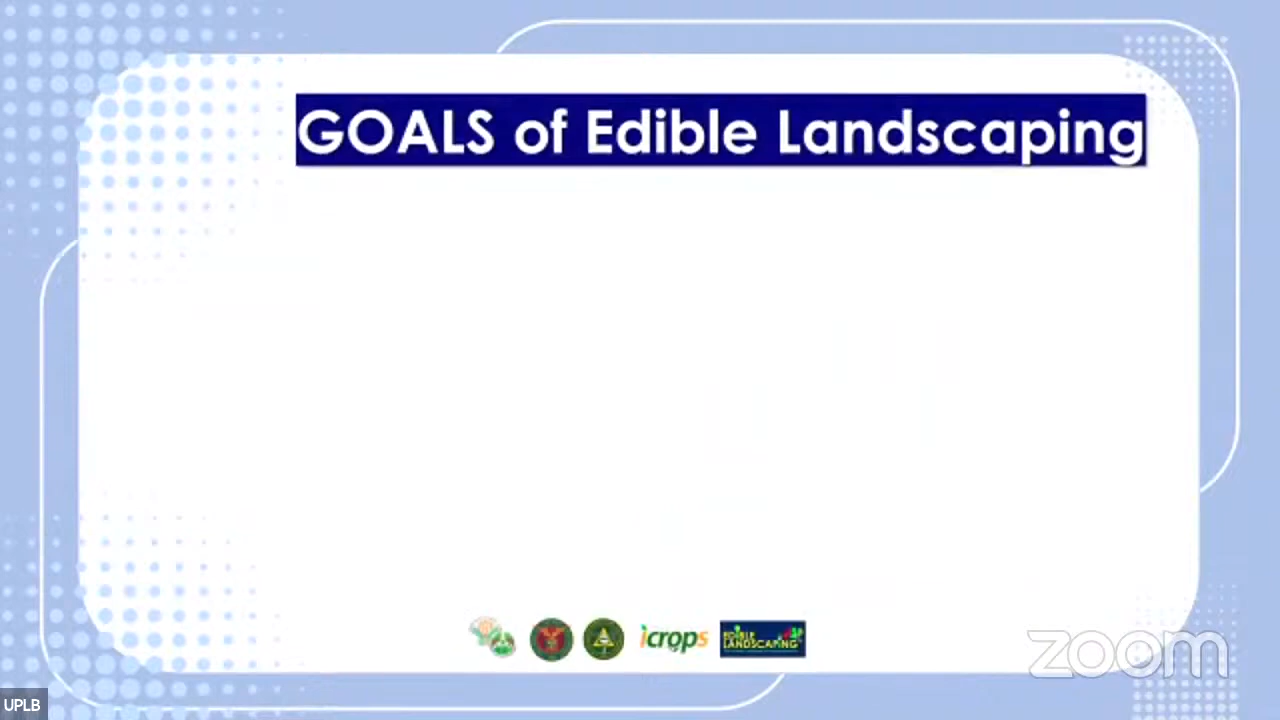 GOALS of Edible Landscaping
icrops
EDIBLE
LANDSCAPING
zoom
UPLB